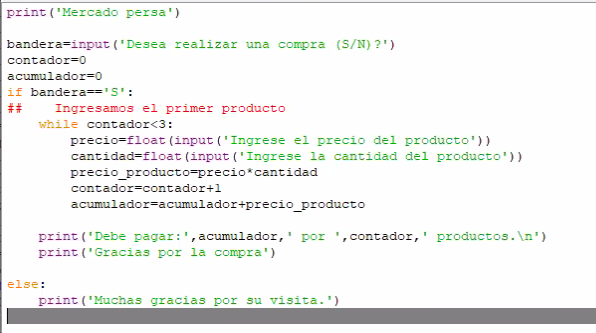 print('Mercado persa')
bandera=input('Desea realizar una compra (S/N)?')
contador=0
acumulador=0
if bandera=='S':
##    Ingresamos el primer producto
    while contador<3:
        precio=float(input('Ingrese el precio del producto'))
        cantidad=float(input('Ingrese la cantidad del producto'))
        precio_producto=precio*cantidad
        contador=contador+1
        acumulador=acumulador+precio_producto
    print('Debe pagar:',acumulador,' por ',contador,' productos.\n')
    print('Gracias por la compra')
else:
    print('Muchas gracias por su visita.')